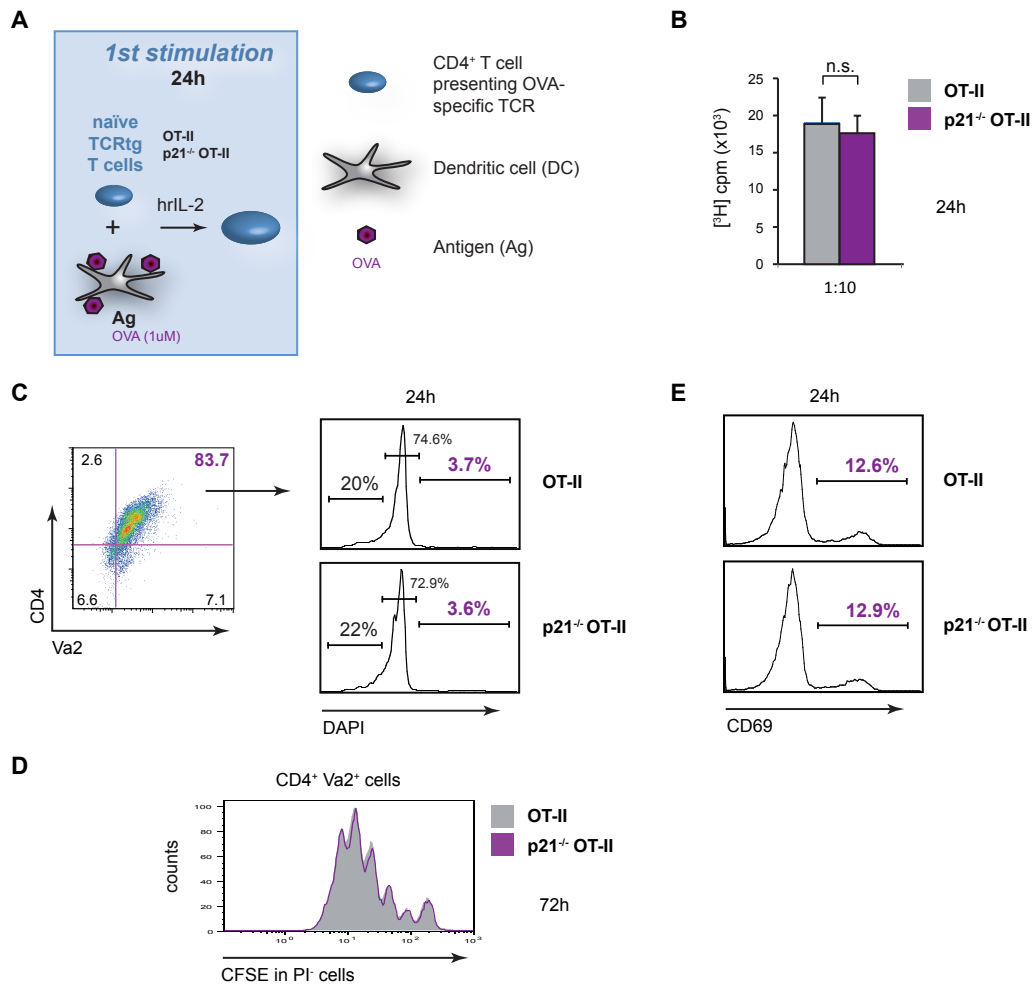 A
1st stimulation
24h
naïve
TCRtg
T cells
OT-II
p21-/- OT-II
hrIL-2
+
Ag
OVA (1uM)
CD4+ T cell
presenting OVA-
specific TCR
Dendritic cell (DC)
Antigen (Ag)
OVA
B
n.s.
25
20
15
10
5
0
[3H] cpm (x103)
1:10
OT-II
p21-/- OT-II
24h
C
2.6
83.7
6.6
7.1
CD4
Va2
24h
74.6%
20%
3.7%
OT-II
72.9%
22%
3.6%
p21-/- OT-II
DAPI
E
24h
12.6%
OT-II
12.9%
p21-/- OT-II
CD69
D
CD4+ Va2+ cells
100
80
60
40
20
0
counts
100 101 102 103
CFSE in PI- cells
OT-II
p21-/- OT-II
72h